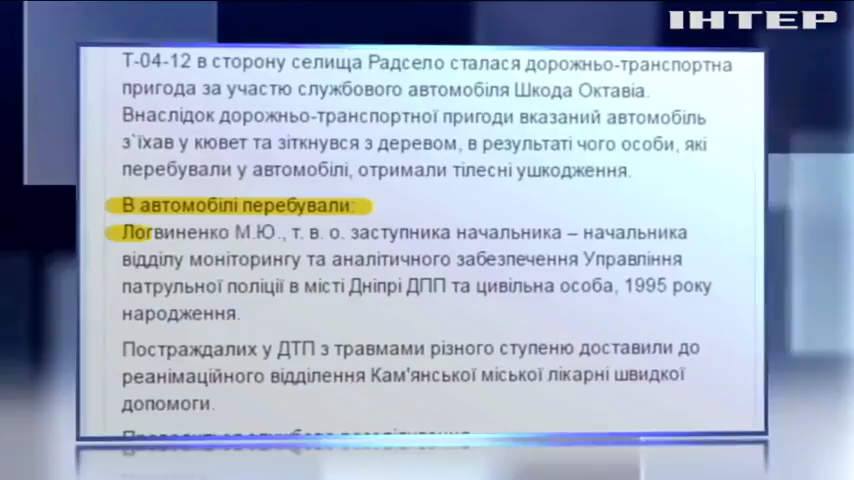 ІНТЕР
Т-04-12 в сторону селища Радсело сталася дорожньо-транспортна
пригода за участю службового автомобіля Шкода Октавіа.
Внаслідок дорожньо-транспортної пригоди вказаний автомобіль
з`їхав у кювет та зіткнувся з деревом, в результаті чого особи, які
перебували у автомобілі, отримали тілесні ушкодження.
В автомобілі перебували:
Логвиненко М.Ю., т. в. о. заступника начальника – начальника
відділу моніторингу та аналітичного забезпечення Управління
патрульної поліції в місті Дніпрі ДПП та цивільна особа, 1995 року
народження.
Постраждалих у ДТП з травмами різного ступеню доставили до
реанімаційного відділення Кам'янської міської лікарні швидкої
допомоги.